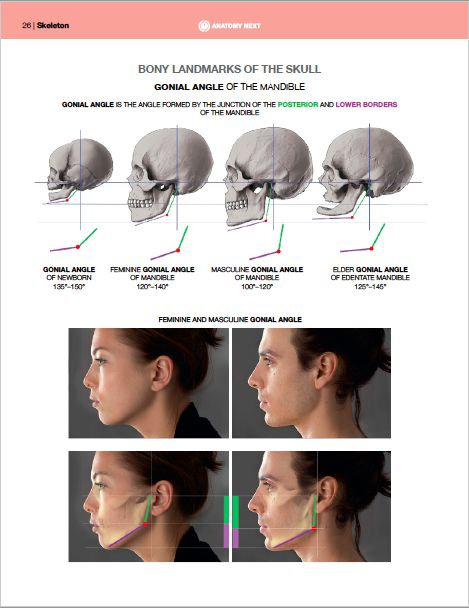 26 | Skeleton
ANATOMY NEXT
BONY LANDMARKS OF THE SKULL
GONIAL ANGLE OF THE MANDIBLE
GONIAL ANGLE IS THE ANGLE FORMED BY THE JUNCTION OF THE POSTERIOR AND LOWER BORDERS
OF THE MANDIBLE
GONIAL ANGLE
OF NEWBORN
135°–150°
FEMININE GONIAL ANGLE
OF MANDIBLE
120°–140°
MASCULINE GONIAL ANGLE
OF MANDIBLE
100°–120°
ELDER GONIAL ANGLE
OF EDENTATE MANDIBLE
125°–145°
FEMININE AND MASCULINE GONIAL ANGLE